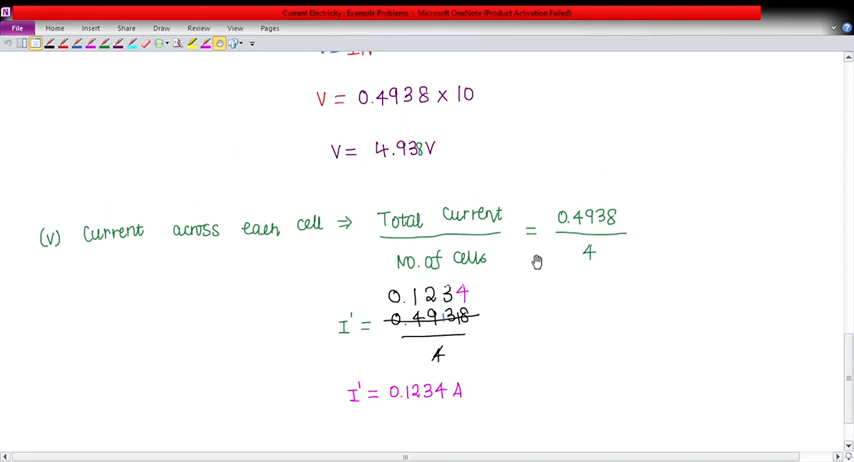 Current Electricity : Example Problems - Microsoft OneNote (Product Activation Failed)
File Home Insert Share Draw Review View Pages
V = 0.4938 × 10
V = 4.938V
(v) Current across each cell ⇒ Total Current / No. of Cells = 0.4938 / 4
0.1234
I' = 0.4938 / 4
I' = 0.1234 A